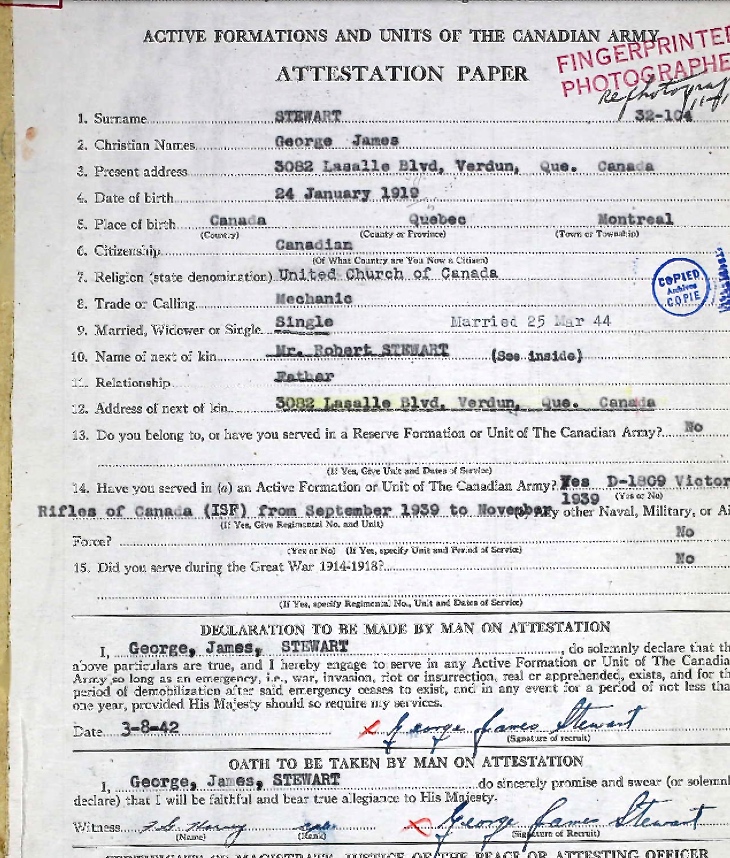 ACTIVE FORMATIONS AND UNITS OF THE CANADIAN ARMY
FINGERPRINTED
PHOTOGRAPHE
ATTESTATION PAPER
32-104
1. Surname STEWART
2. Christian Names George James
3. Present address 3082 Lasalle Blvd, Verdun, Que. Canada
4. Date of birth 24 January 1919
5. Place of birth Canada Quebec Montreal
(Country) (County or Province) (Town or Township)
6. Citizenship Canadian
(Of What Country are You Now a Citizen)
7. Religion (state denomination) United Church of Canada
COPIED
Archives
COPIE
8. Trade or Calling Mechanic
9. Married, Widower or Single Single Married 25 Mar 44
10. Name of next of kin Mr. Robert STEWART (See inside)
11. Relationship Father
12. Address of next of kin 3082 Lasalle Blvd, Verdun, Que. Canada
13. Do you belong to, or have you served in a Reserve Formation or Unit of The Canadian Army? No
(If Yes, Give Unit and Dates of Service)
14. Have you served in (a) an Active Formation or Unit of The Canadian Army? Yes D-1809 Victor
1939 (Yes or No)
Rifles of Canada (ISF) from September 1939 to November any other Naval, Military, or Ai
(If Yes, Give Regimental No. and Unit)
Force? No
(Yes or No) (If Yes, specify Unit and Period of Service)
15. Did you serve during the Great War 1914-1918? No
(If Yes, specify Regimental No., Unit and Dates of Service)
DECLARATION TO BE MADE BY MAN ON ATTESTATION
I, George, James, STEWART, do solemnly declare that th
above particulars are true, and I hereby engage to serve in any Active Formation or Unit of The Canadia
Army so long as an emergency, i.e., war, invasion, riot or insurrection, real or apprehended, exists, and for th
period of demobilization after said emergency ceases to exist, and in any event for a period of not less tha
one year, provided His Majesty should so require my services.
Date 3-8-42 X George James Stewart
(Signature of recruit)
OATH TO BE TAKEN BY MAN ON ATTESTATION
I, George, James, STEWART do sincerely promise and swear (or solemnl
declare) that I will be faithful and bear true allegiance to His Majesty.
Witness X George James Stewart
(Name) (Rank) (Signature of Recruit)